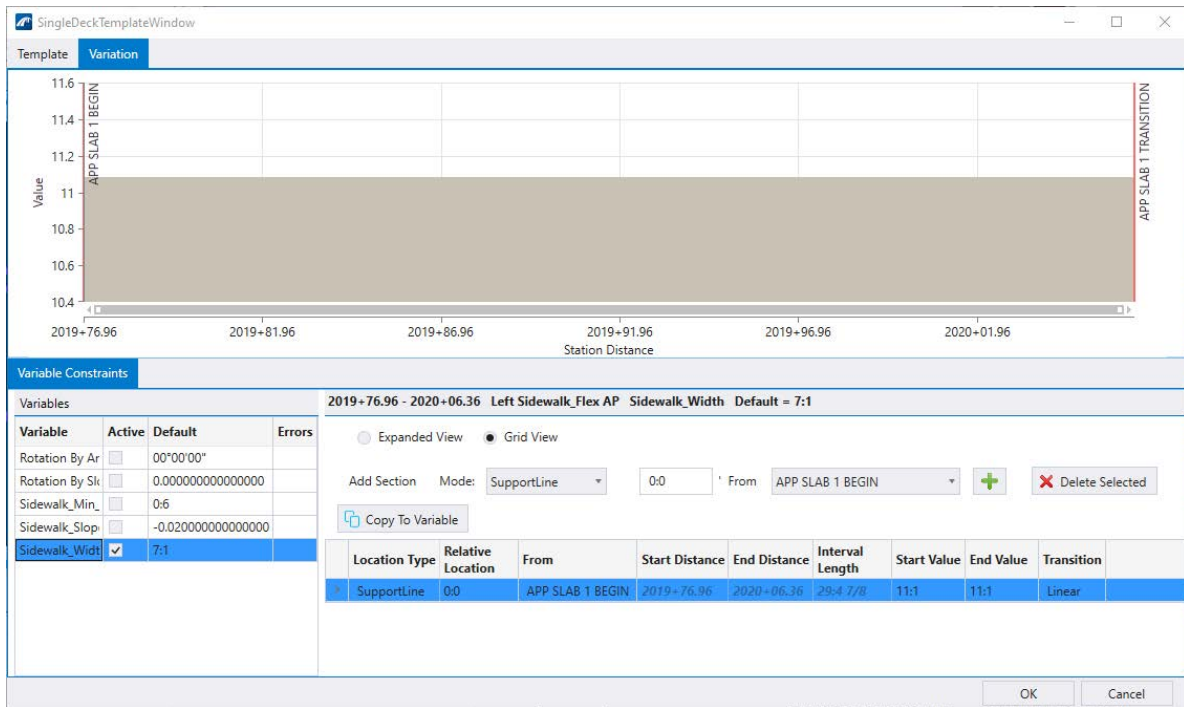 SingleDeckTemplateWindow
Template Variation
11.6
11.4
11.2
11
10.8
10.6
10.4
Value
APP SLAB 1 BEGIN
APP SLAB 1 TRANSITION
2019+76.96 2019+81.96 2019+86.96 2019+91.96 2019+96.96 2020+01.96
Station Distance
Variable Constraints
Variables
Variable Active Default Errors
Rotation By Ar 00°00'00"
Rotation By Slo 0.000000000000000
Sidewalk_Min_ 0:6
Sidewalk_Slop -0.020000000000000
Sidewalk_Widt 7:1
2019+76.96 - 2020+06.36 Left Sidewalk_Flex AP Sidewalk_Width Default = 7:1
Expanded View Grid View
Add Section Mode: SupportLine 0:0 ' From APP SLAB 1 BEGIN Delete Selected
Copy To Variable
Location Type Relative Location From Start Distance End Distance Interval Length Start Value End Value Transition
SupportLine 0:0 APP SLAB 1 BEGIN 2019+76.96 2020+06.36 29:4 7/8 11:1 11:1 Linear
OK Cancel